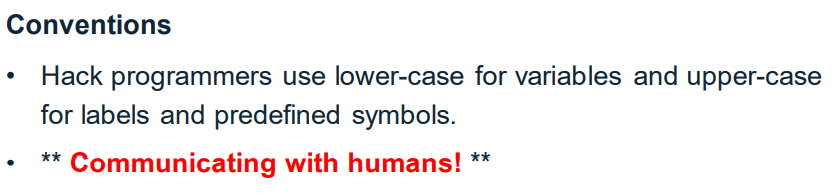 Conventions
• Hack programmers use lower-case for variables and upper-case
for labels and predefined symbols.
• ** Communicating with humans! **